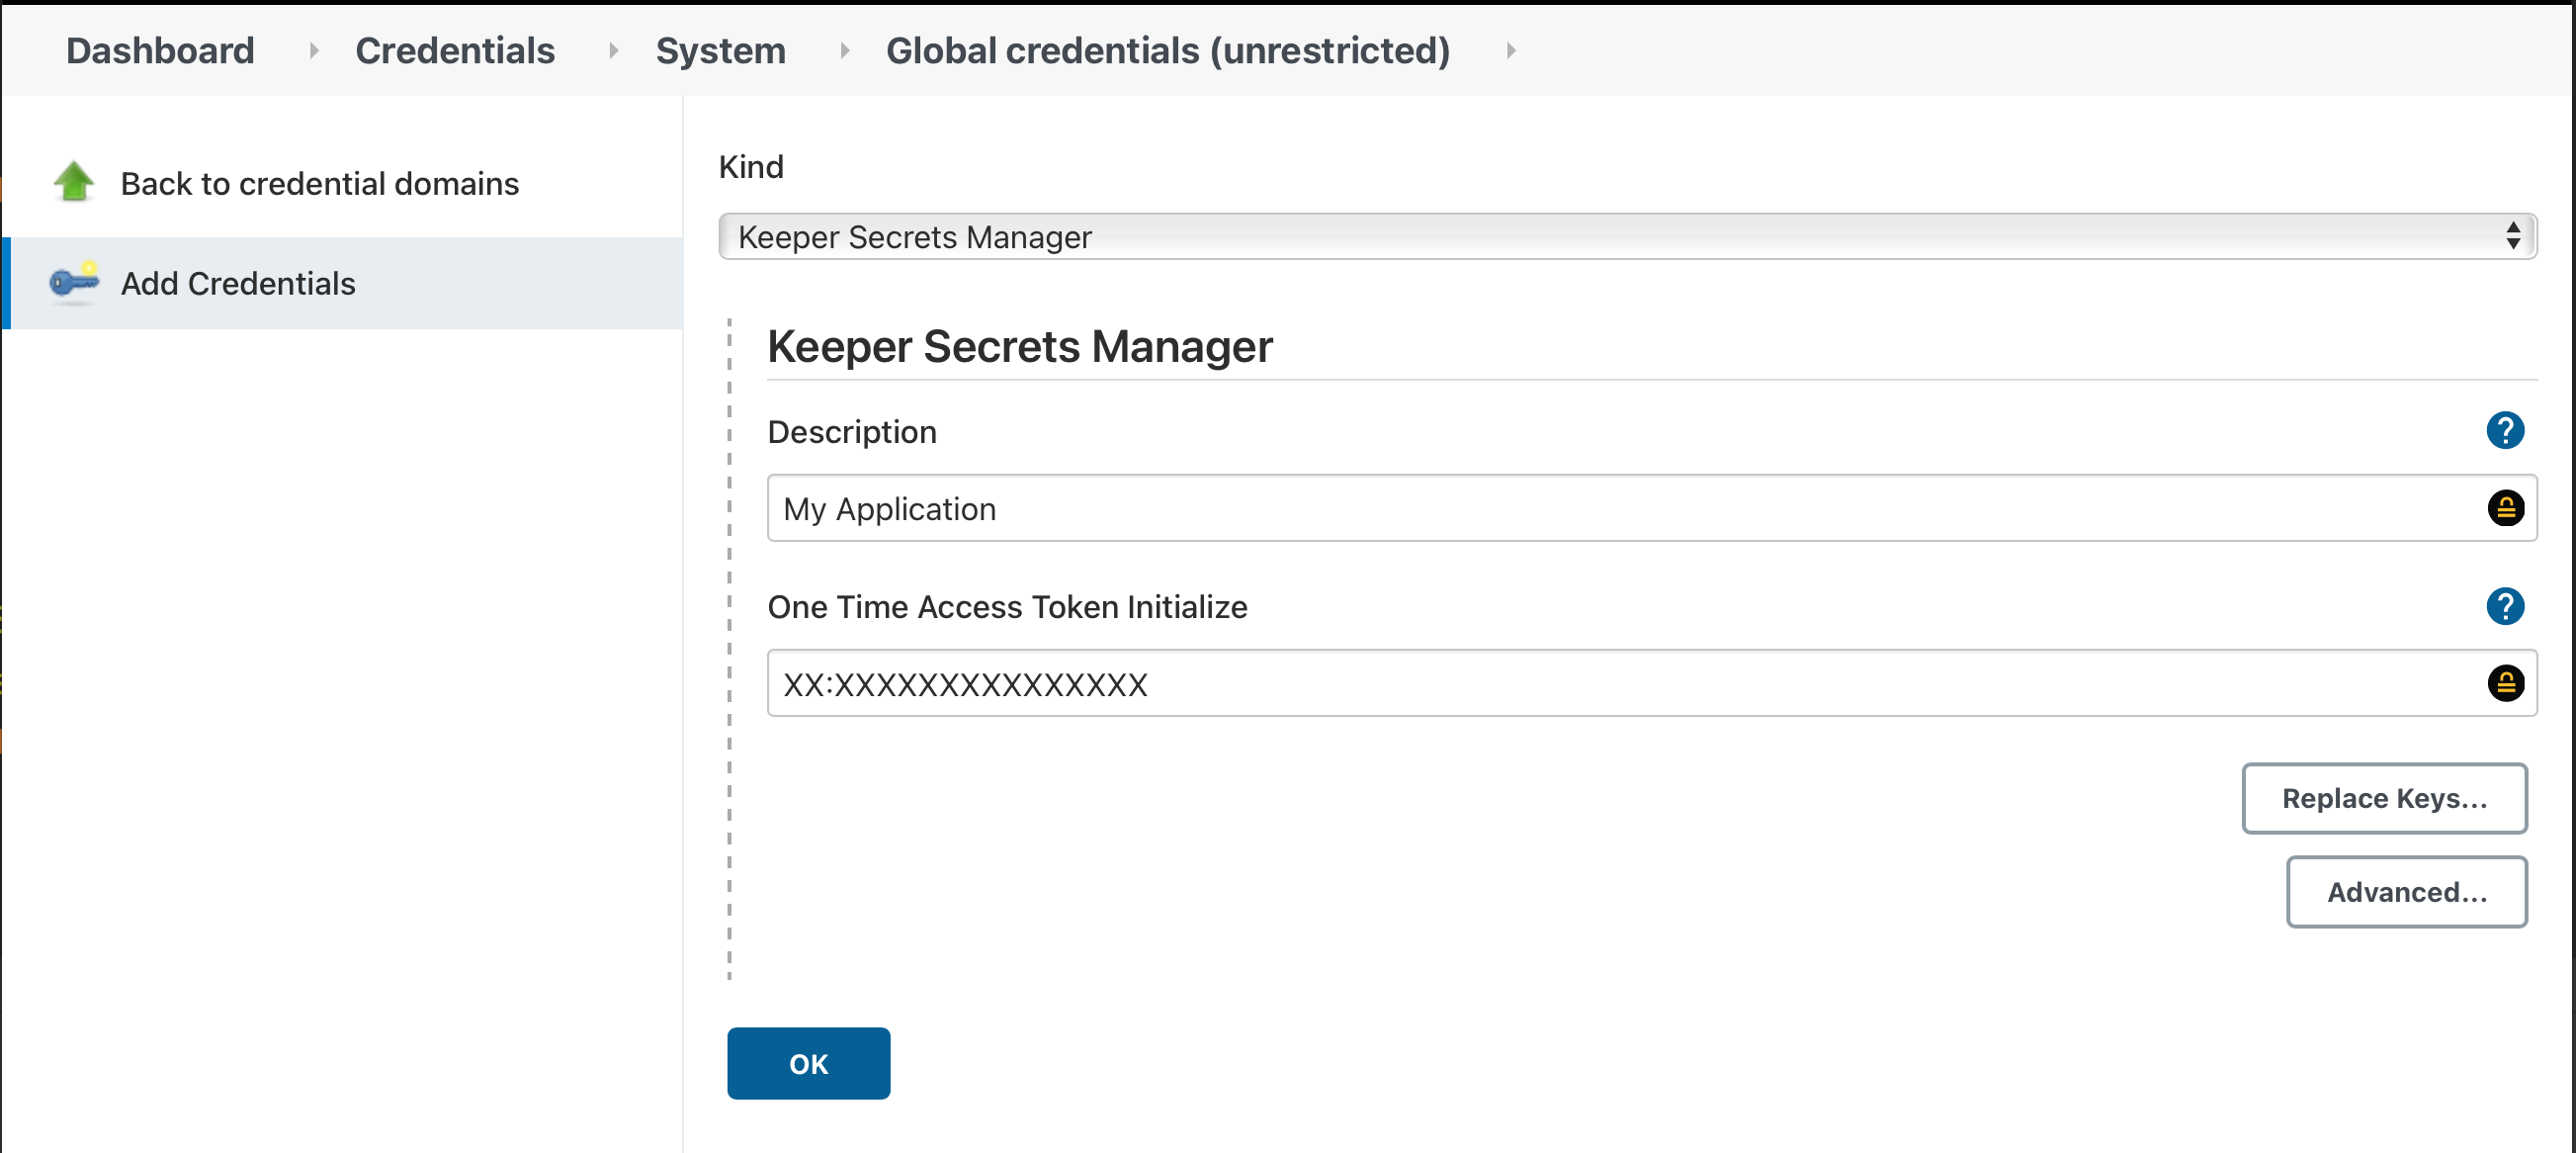 Dashboard Credentials System Global credentials (unrestricted)
Back to credential domains
Add Credentials
Kind
Keeper Secrets Manager
Keeper Secrets Manager
Description
?
My Application
One Time Access Token Initialize
?
XX:XXXXXXXXXXXXXXX
Replace Keys...
Advanced...
OK